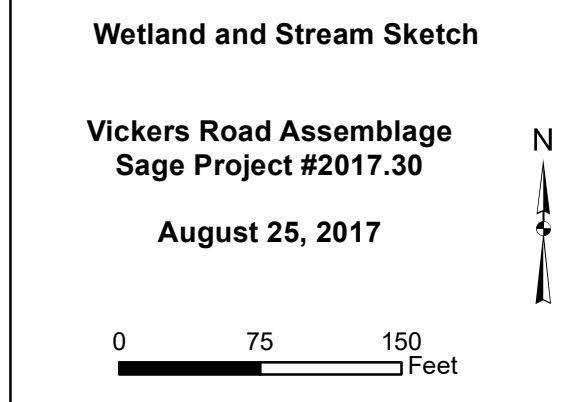 Wetland and Stream Sketch
Vickers Road Assemblage
Sage Project #2017.30
N
August 25, 2017
0 75 150
Feet